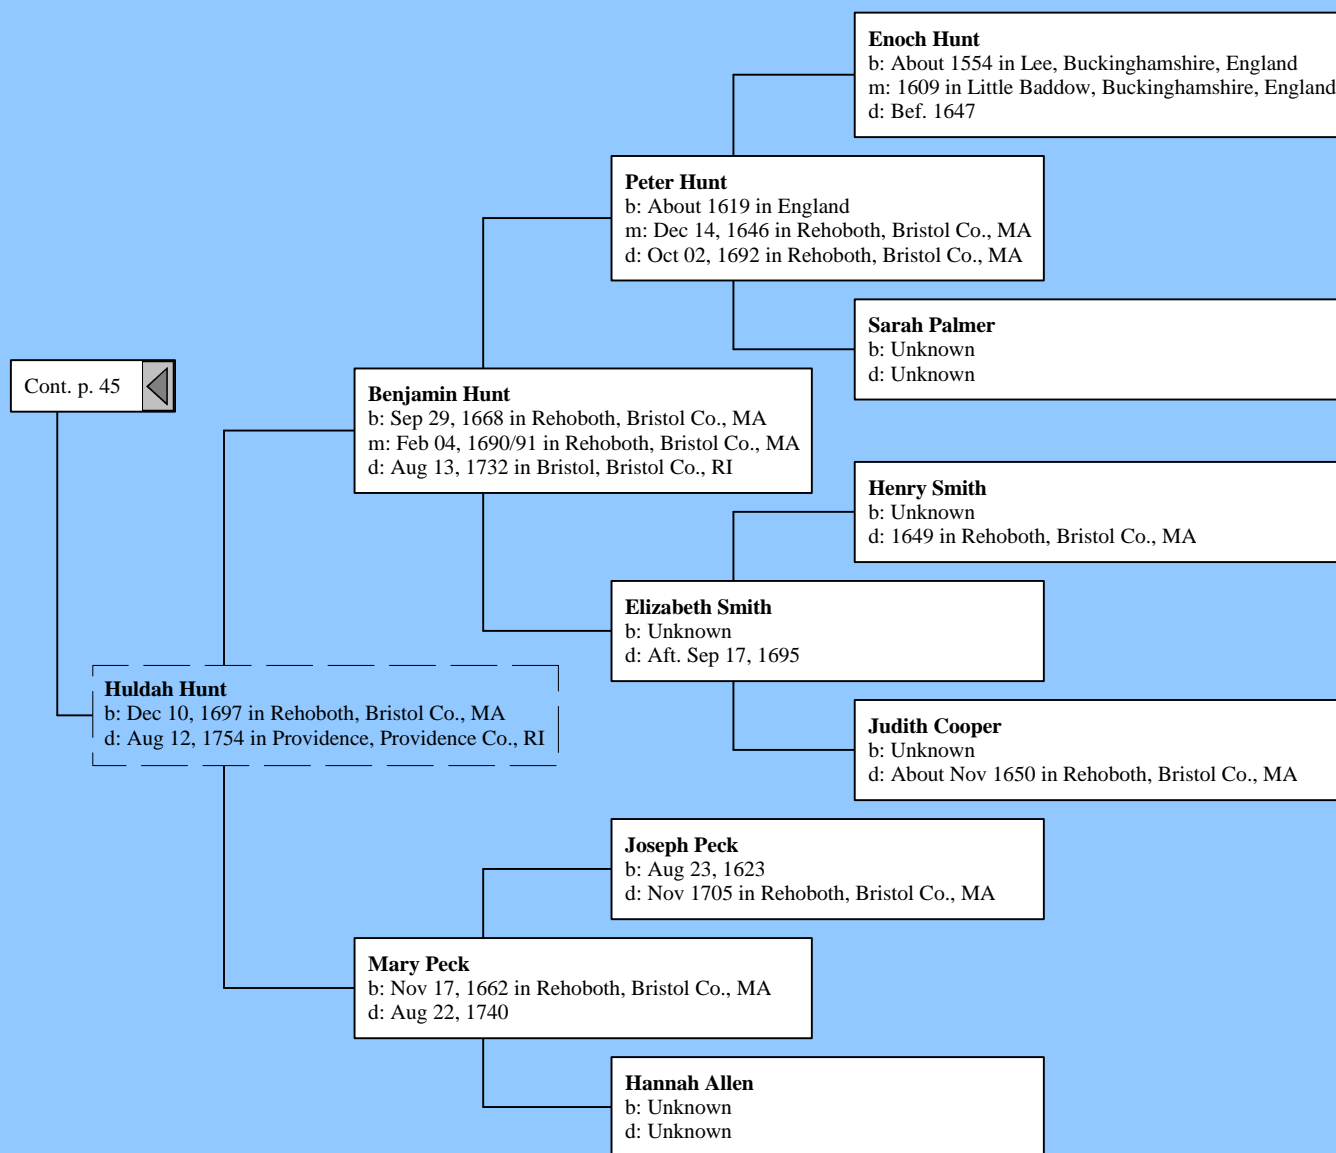 Enoch Hunt
b: About 1554 in Lee, Buckinghamshire, England
m: 1609 in Little Baddow, Buckinghamshire, England
d: Bef. 1647
Peter Hunt
b: About 1619 in England
m: Dec 14, 1646 in Rehoboth, Bristol Co., MA
d: Oct 02, 1692 in Rehoboth, Bristol Co., MA
Sarah Palmer
b: Unknown
d: Unknown
Cont. p. 45
Benjamin Hunt
b: Sep 29, 1668 in Rehoboth, Bristol Co., MA
m: Feb 04, 1690/91 in Rehoboth, Bristol Co., MA
d: Aug 13, 1732 in Bristol, Bristol Co., RI
Henry Smith
b: Unknown
d: 1649 in Rehoboth, Bristol Co., MA
Elizabeth Smith
b: Unknown
d: Aft. Sep 17, 1695
Huldah Hunt
b: Dec 10, 1697 in Rehoboth, Bristol Co., MA
d: Aug 12, 1754 in Providence, Providence Co., RI
Judith Cooper
b: Unknown
d: About Nov 1650 in Rehoboth, Bristol Co., MA
Joseph Peck
b: Aug 23, 1623
d: Nov 1705 in Rehoboth, Bristol Co., MA
Mary Peck
b: Nov 17, 1662 in Rehoboth, Bristol Co., MA
d: Aug 22, 1740
Hannah Allen
b: Unknown
d: Unknown